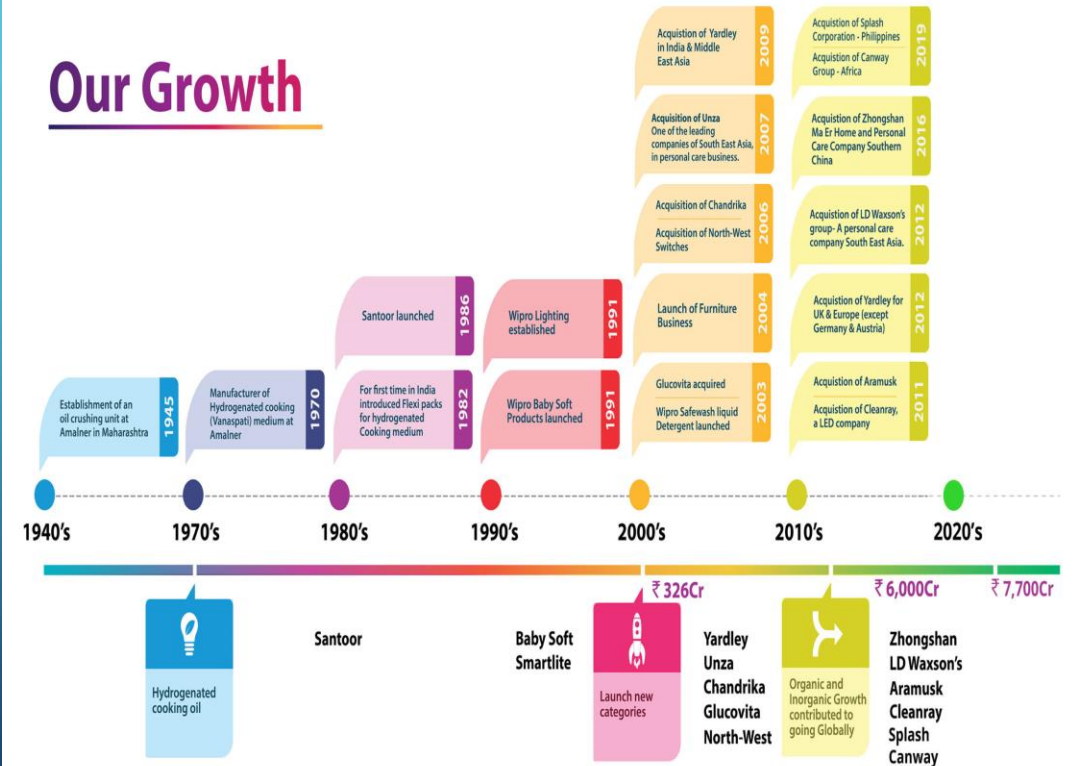 Our Growth
Acquistion of Yardley
in India & Middle
East Asia
2009
Acquisition of Unza
One of the leading
companies of South East Asia,
in personal care business.
2007
Acquisition of Chandrika
Acquisition of North-West
Switches
2006
Launch of Furniture
Business
2004
Glucovita acquired
Wipro Safewash liquid
Detergent launched
2003
Acquistion of Splash
Corporation - Philippines
Acquistion of Canway
Group - Africa
2019
Acquistion of Zhongshan
Ma Er Home and Personal
Care Company Southern
China
2016
Acquistion of LD Waxson's
group- A personal care
company South East Asia.
2012
Acquisition of Yardley for
UK & Europe (except
Germany & Austria)
2012
Acquisition of Aramusk
Acquisition of Cleanray,
a LED company
2011
Santoor launched
1986
For first time in India
introduced Flexi packs
for hydrogenated
Cooking medium
1982
Wipro Lighting
established
1991
Wipro Baby Soft
Products launched
1991
Establishment of an
oil crushing unit at
Amalner in Maharashtra
1945
Manufacturer of
Hydrogenated cooking
(Vanaspati) medium at
Amalner
1970
1940's
1970's
1980's
1990's
2000's
2010's
2020's
₹ 326Cr
₹ 6,000Cr
₹ 7,700Cr
Hydrogenated
cooking oil
Santoor
Baby Soft
Smartlite
Launch new
categories
Yardley
Unza
Chandrika
Glucovita
North-West
Organic and
Inorganic Growth
contributed to
going Globally
Zhongshan
LD Waxson's
Aramusk
Cleanray
Splash
Canway